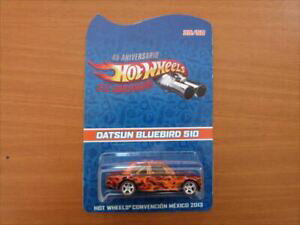 45 ANIVERSARIO
HOT WHEELS
DATSUN BLUEBIRD 510
HOT WHEELS® CONVENCIÓN MÉXICO 2013